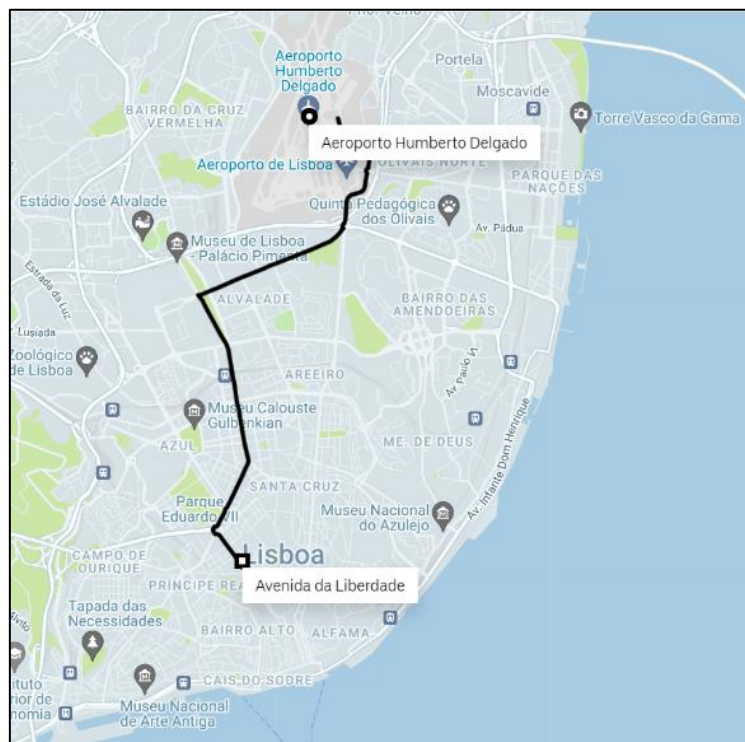 Prior Velho
Portela
Aeroporto
Humberto
Delgado
Moscavide
BAIRRO DA CRUZ
VERMELHA
Torre Vasco da Gama
Aeroporto Humberto Delgado
Aeroporto de Lisboa
OLIVAIS NORTE
PARQUE DAS
NAÇÕES
Estádio José Alvalade
Quinta Pedagógica
dos Olivais
Av. Pádua
Museu de Lisboa
- Palácio Pimenta
Estrada da Luz
ALVALADE
BAIRRO DAS
AMENDOEIRAS
Lusíada
Zoológico
de Lisboa
Av. Paulo VI
AREEIRO
Museu Calouste
Gulbenkian
AZUL
ME. DE DEUS
Av. Infante Dom Henrique
SANTA CRUZ
Parque
Eduardo VII
Museu Nacional
do Azulejo
Lisboa
CAMPO DE
OURIQUE
PRÍNCIPE REA
Avenida da Liberdade
Tapada das
Necessidades
BAIRRO ALTO
ALFAMA
CAIS DO SODRE
ituto
rior de
nomia
Museu Nacional
de Arte Antiga